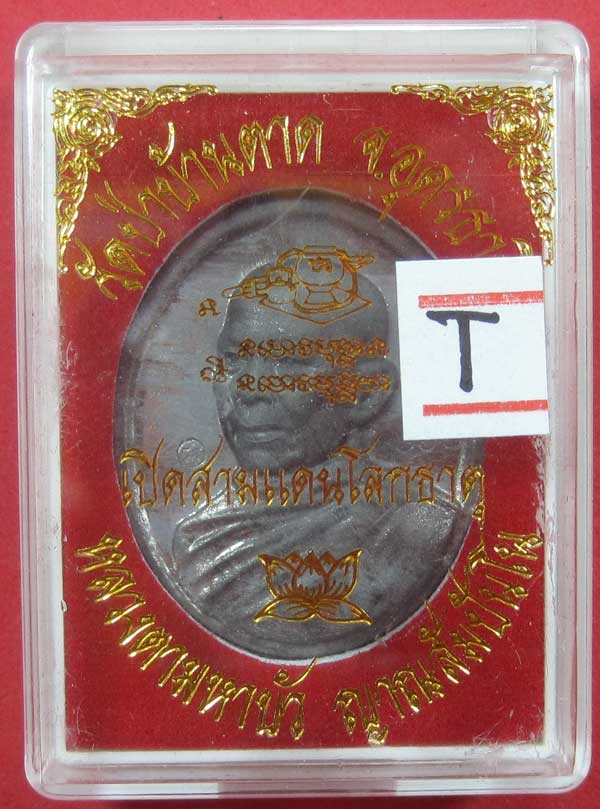 วัดป่าบ้านตาด จ.อุดรธา
T
เปิดสามแดนโลกธาตุ
หลวงตามหาบัว ญาณสัมปันโน